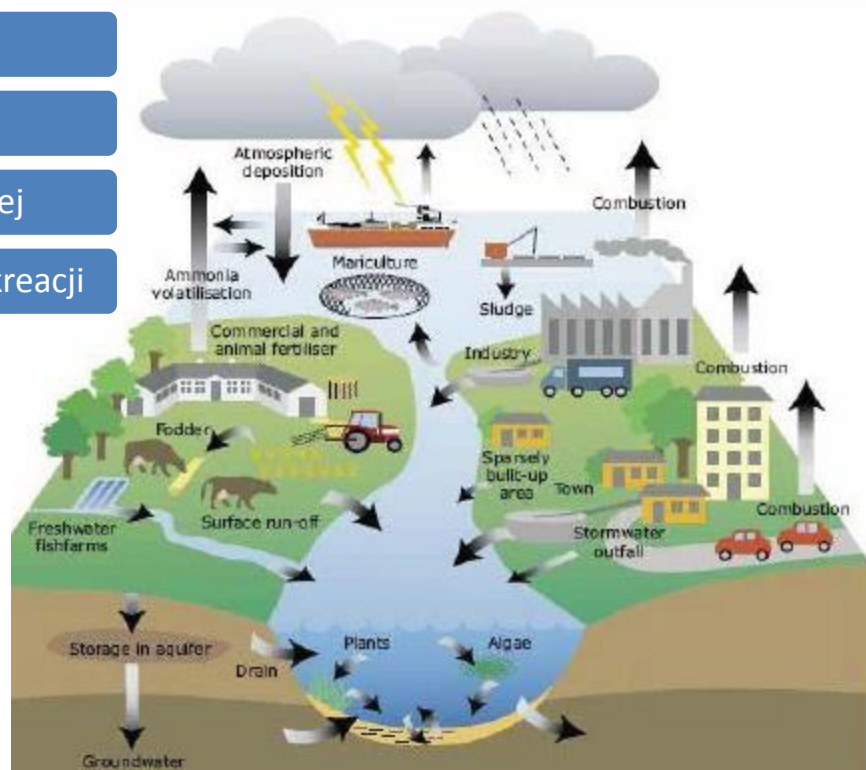 ej
kreacji
Atmospheric
deposition
Combustion
Mariculture
Ammonia
volatilisation
Sludge
Commercial and
animal fertiliser
Industry
Combustion
Fodder
Sparsely
built-up
area
Town
Combustion
Freshwater
fishfarms
Surface run-off
Stormwater
outfall
Storage in aquifer
Drain
Plants
Algae
Groundwater